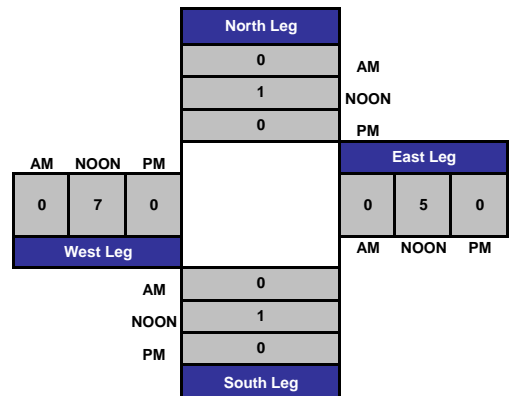 North Leg
0
AM
1
NOON
0
PM
AM NOON PM
East Leg
0 7 0
0 5 0
West Leg
AM NOON PM
AM
0
NOON
1
PM
0
South Leg